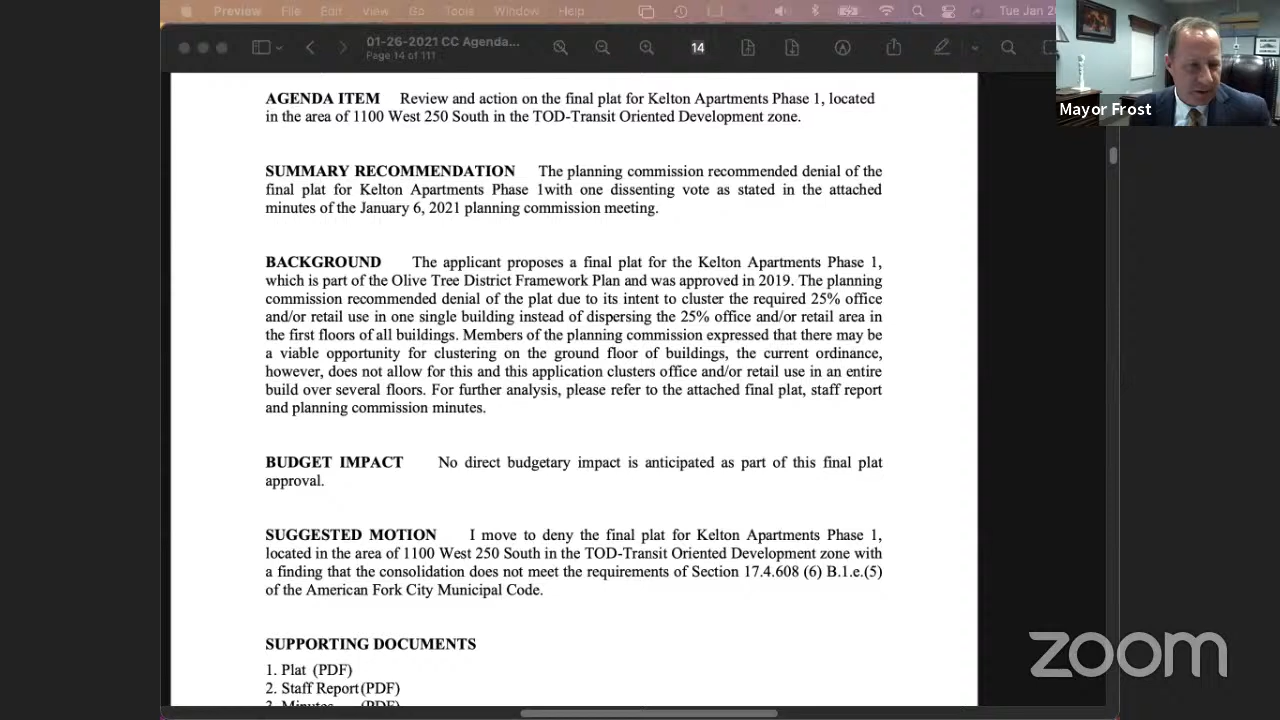 Preview File Edit View Go Tools Window Help Tue Jan 2
01-26-2021 CC Agenda...
Page 14 of 111
14
Mayor Frost
AGENDA ITEM Review and action on the final plat for Kelton Apartments Phase 1, located
in the area of 1100 West 250 South in the TOD-Transit Oriented Development zone.
SUMMARY RECOMMENDATION The planning commission recommended denial of the
final plat for Kelton Apartments Phase 1with one dissenting vote as stated in the attached
minutes of the January 6, 2021 planning commission meeting.
BACKGROUND The applicant proposes a final plat for the Kelton Apartments Phase 1,
which is part of the Olive Tree District Framework Plan and was approved in 2019. The planning
commission recommended denial of the plat due to its intent to cluster the required 25% office
and/or retail use in one single building instead of dispersing the 25% office and/or retail area in
the first floors of all buildings. Members of the planning commission expressed that there may be
a viable opportunity for clustering on the ground floor of buildings, the current ordinance,
however, does not allow for this and this application clusters office and/or retail use in an entire
build over several floors. For further analysis, please refer to the attached final plat, staff report
and planning commission minutes.
BUDGET IMPACT No direct budgetary impact is anticipated as part of this final plat
approval.
SUGGESTED MOTION I move to deny the final plat for Kelton Apartments Phase 1,
located in the area of 1100 West 250 South in the TOD-Transit Oriented Development zone with
a finding that the consolidation does not meet the requirements of Section 17.4.608 (6) B.1.e.(5)
of the American Fork City Municipal Code.
SUPPORTING DOCUMENTS
1. Plat (PDF)
2. Staff Report (PDF)
3. Minutes (PDF)
zoom